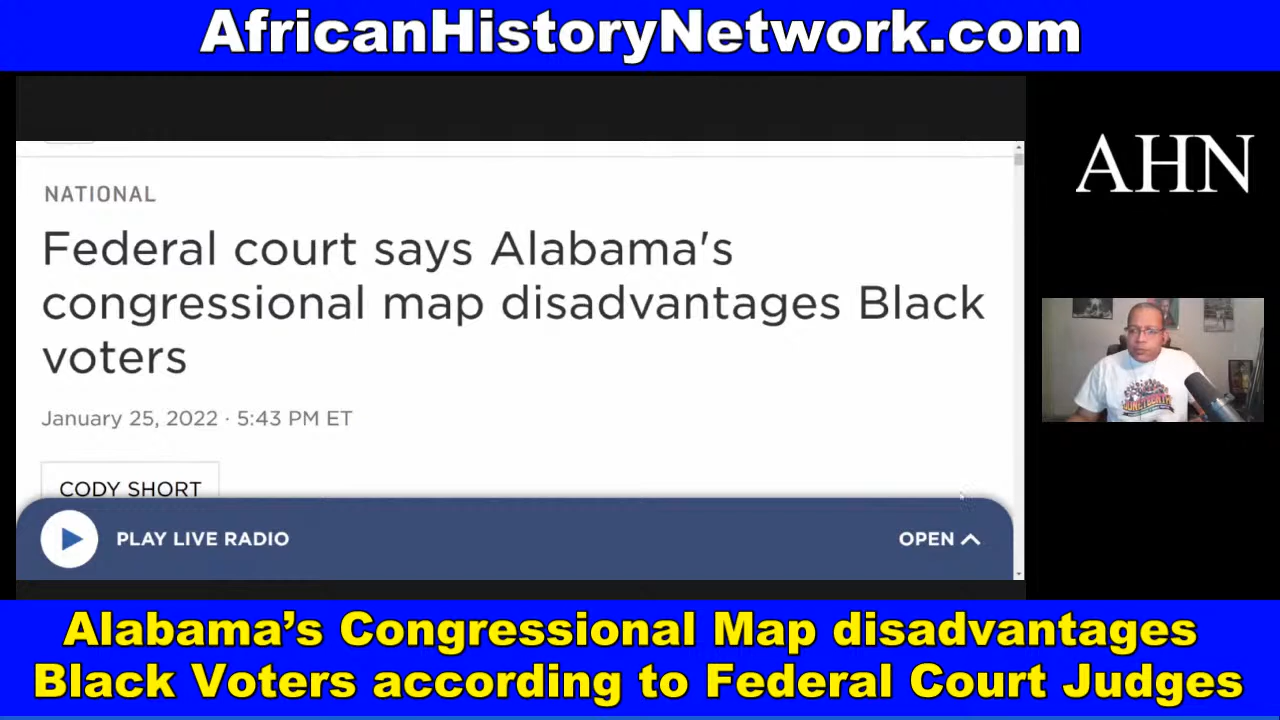 AfricanHistoryNetwork.com
AHN
NATIONAL
Federal court says Alabama's
congressional map disadvantages Black
voters
January 25, 2022 · 5:43 PM ET
CODY SHORT
PLAY LIVE RADIO
OPEN
JUNETEENTH
Alabama’s Congressional Map disadvantages
Black Voters according to Federal Court Judges